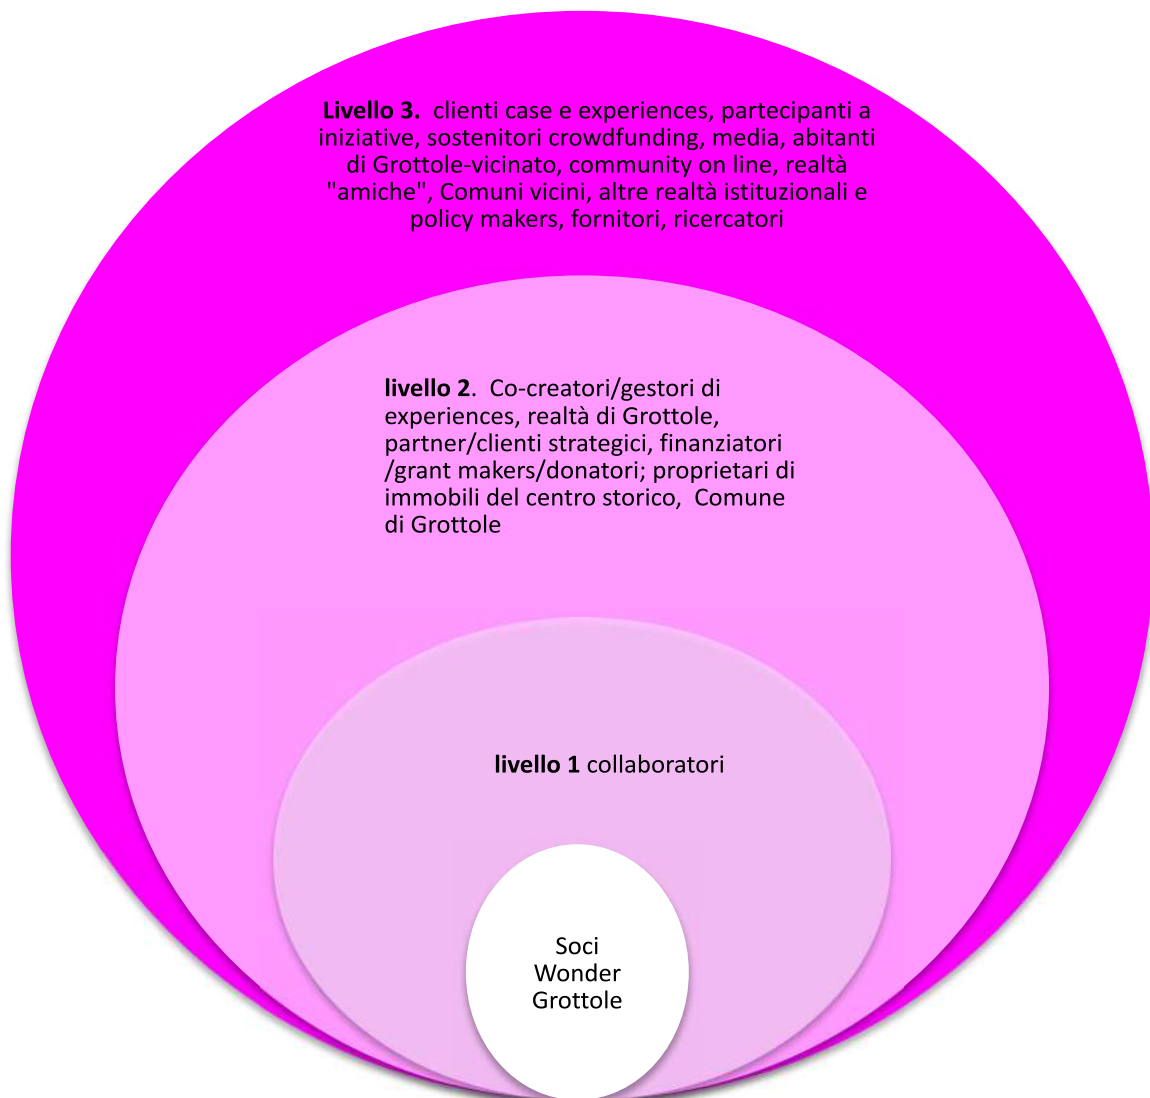 Livello 3.  clienti case e experiences, partecipanti a
iniziative, sostenitori crowdfunding, media, abitanti
di Grottole-vicinato, community on line, realtà
"amiche", Comuni vicini, altre realtà istituzionali e
policy makers, fornitori, ricercatori
livello 2.  Co-creatori/gestori di
experiences, realtà di Grottole,
partner/clienti strategici, finanziatori
/grant makers/donatori; proprietari di
immobili del centro storico,  Comune
di Grottole
livello 1 collaboratori
Soci
Wonder
Grottole